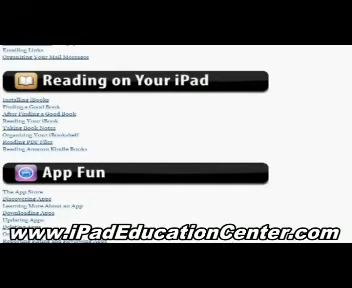 Emailing Links
Organizing Your Mail Messages
Reading on Your iPad
Installing iBooks
Finding a Good Book
After Finding a Good Book
Reading Your iBook
Taking Book Notes
Organizing Your iBookshelf
Reading PDF Files
Reading Amazon Kindle Books
App Fun
The App Store
Discovering Apps
Learning More About an App
Downloading Apps
Updating Apps
www.iPadEducationCenter.com